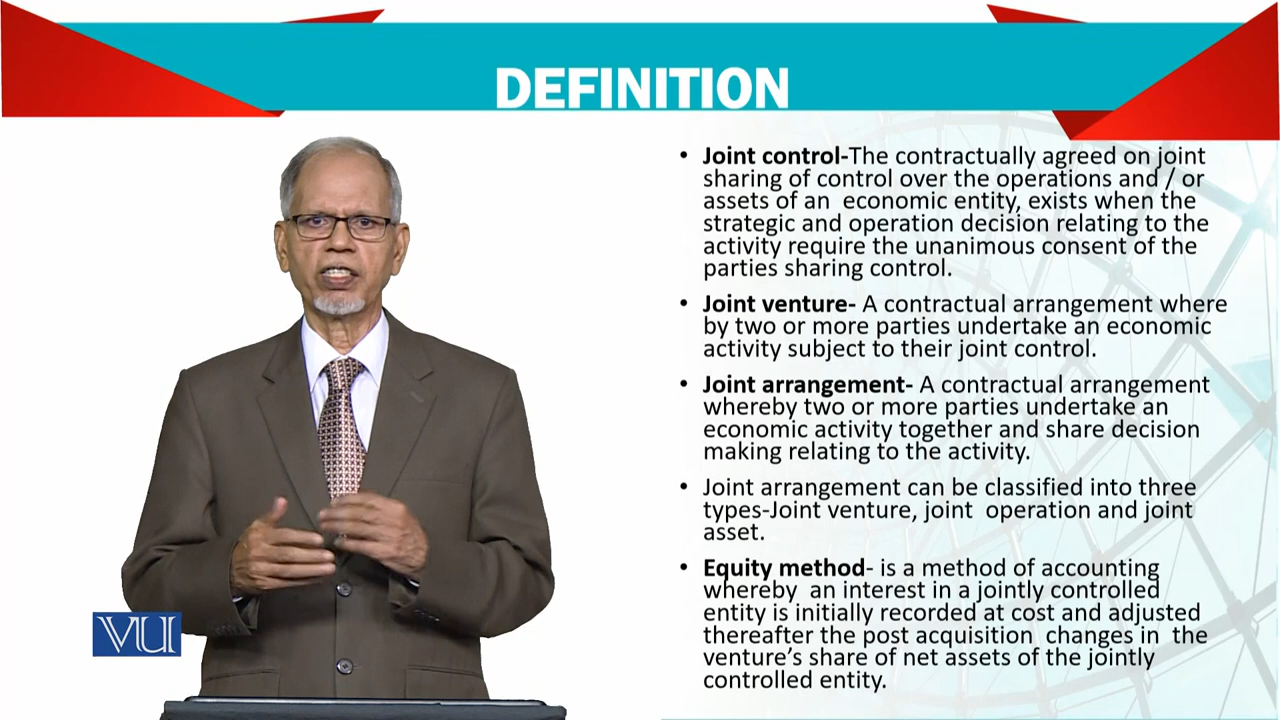 DEFINITION
• Joint control-The contractually agreed on joint
sharing of control over the operations and / or
assets of an economic entity, exists when the
strategic and operation decision relating to the
activity require the unanimous consent of the
parties sharing control.
• Joint venture- A contractual arrangement where
by two or more parties undertake an economic
activity subject to their joint control.
• Joint arrangement- A contractual arrangement
whereby two or more parties undertake an
economic activity together and share decision
making relating to the activity.
• Joint arrangement can be classified into three
types-Joint venture, joint operation and joint
asset.
• Equity method- is a method of accounting
whereby an interest in a jointly controlled
entity is initially recorded at cost and adjusted
thereafter the post acquisition changes in the
venture's share of net assets of the jointly
controlled entity.
VU